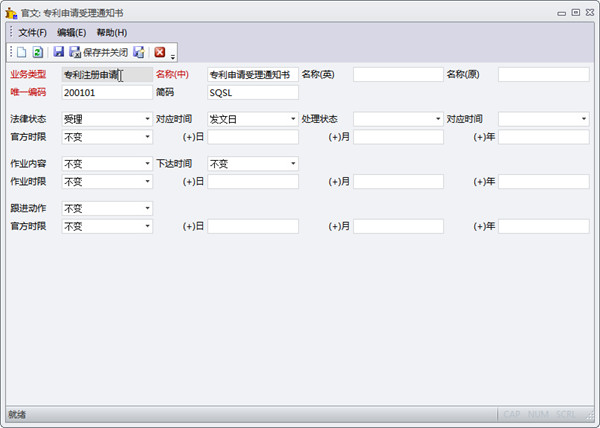 官文: 专利申请受理通知书
文件(F) 编辑(E) 帮助(H)
保存并关闭
业务类型 专利注册申请 名称(中) 专利申请受理通知书 名称(英) 名称(原)
唯一编码 200101 简码 SQSL
法律状态 受理 对应时间 发文日 处理状态 对应时间
官方时限 不变 (+)日 (+)月 (+)年
作业内容 不变 下达时间 不变
作业时限 不变 (+)日 (+)月 (+)年
跟进动作 不变
官方时限 不变 (+)日 (+)月 (+)年
就绪 CAP NUM SCRL